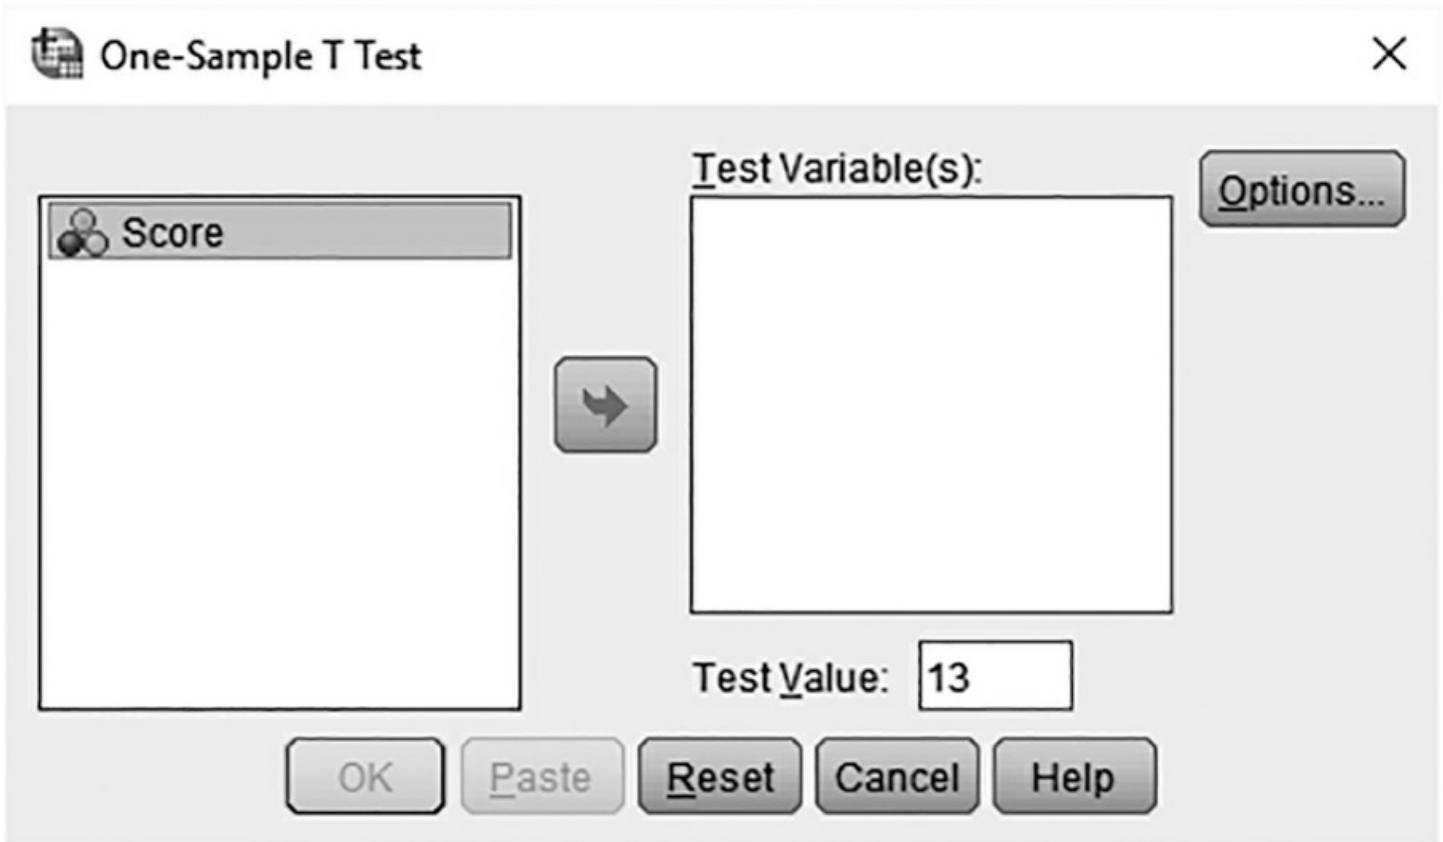 One-Sample T Test
Test Variable(s):
Options...
Score
Test Value: 13
OK Paste Reset Cancel Help